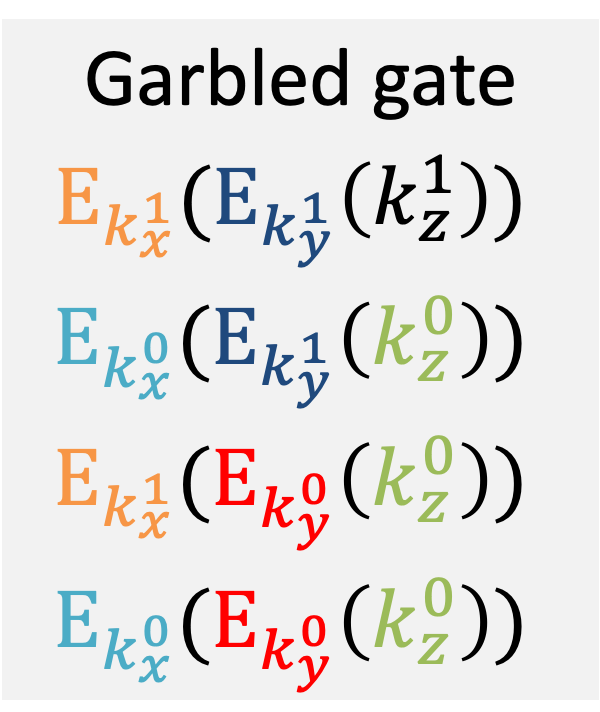 Garbled gate
E_{k_x^1}(E_{k_y^1}(k_z^1))
E_{k_x^0}(E_{k_y^1}(k_z^0))
E_{k_x^1}(E_{k_y^0}(k_z^0))
E_{k_x^0}(E_{k_y^0}(k_z^0))